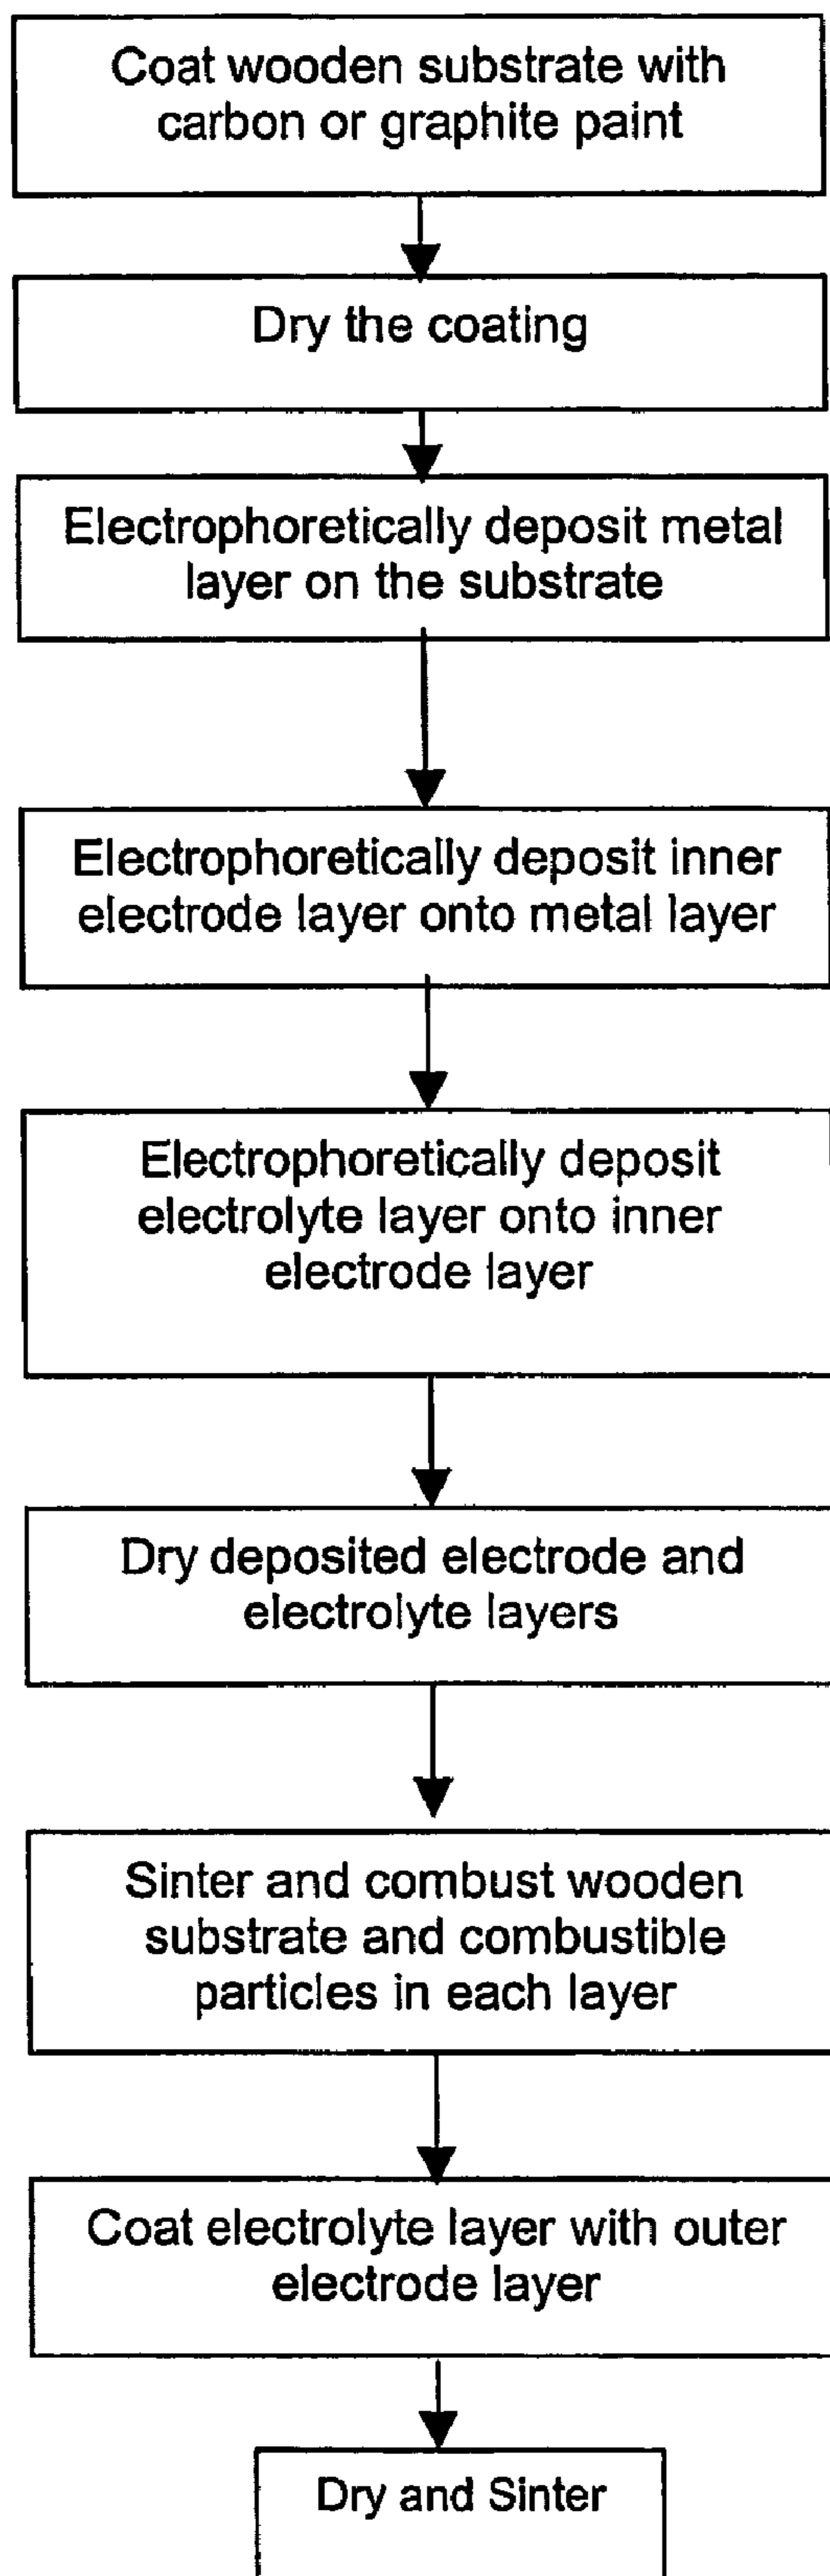 Coat wooden substrate with
carbon or graphite paint
Dry the coating
Electrophoretically deposit metal
layer on the substrate
Electrophoretically deposit inner
electrode layer onto metal layer
Electrophoretically deposit
electrolyte layer onto inner
electrode layer
Dry deposited electrode and
electrolyte layers
Sinter and combust wooden
substrate and combustible
particles in each layer
Coat electrolyte layer with outer
electrode layer
Dry and Sinter